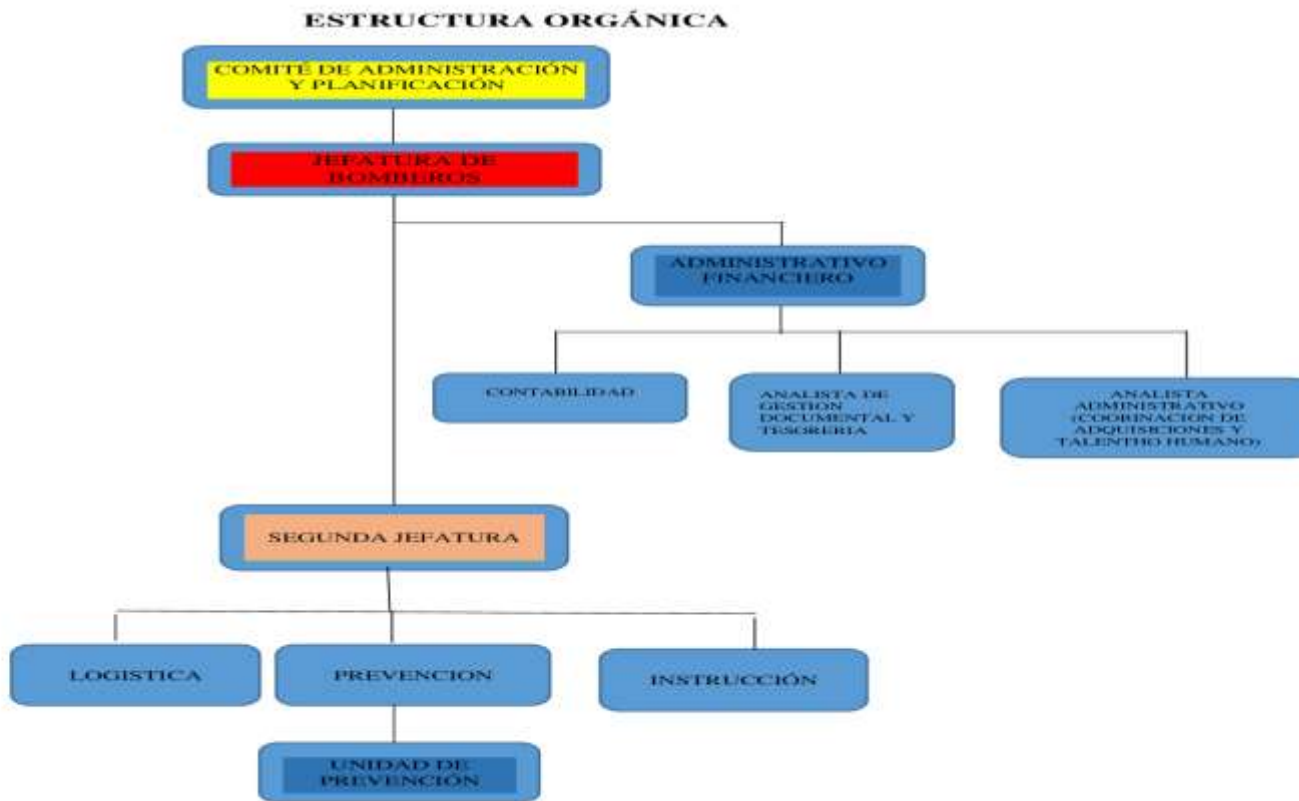 ESTRUCTURA ORGÁNICA
COMITÉ DE ADMINISTRACIÓN
Y PLANIFICACIÓN
JEFATURA DE
BOMBEROS
ADMINISTRATIVO
FINANCIERO
CONTABILIDAD
ANALISTA DE
GESTION
DOCUMENTAL Y
TESORERIA
ANALISTA
ADMINISTRATIVO
(COOBINACION DE
ADQUISICIONES Y
TALENTHO HUMANO)
SEGUNDA JEFATURA
LOGISTICA
PREVENCION
INSTRUCCIÓN
UNIDAD DE
PREVENCIÓN